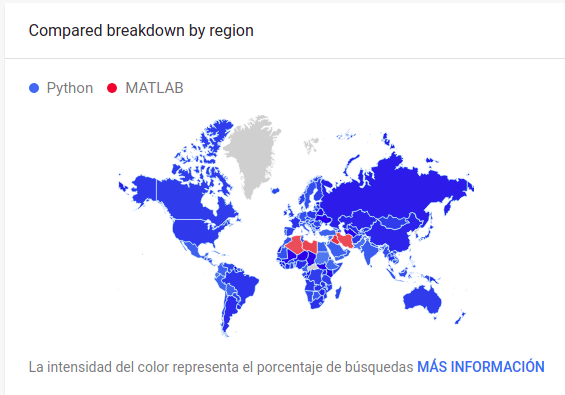 Compared breakdown by region
Python MATLAB
La intensidad del color representa el porcentaje de búsquedas MÁS INFORMACIÓN